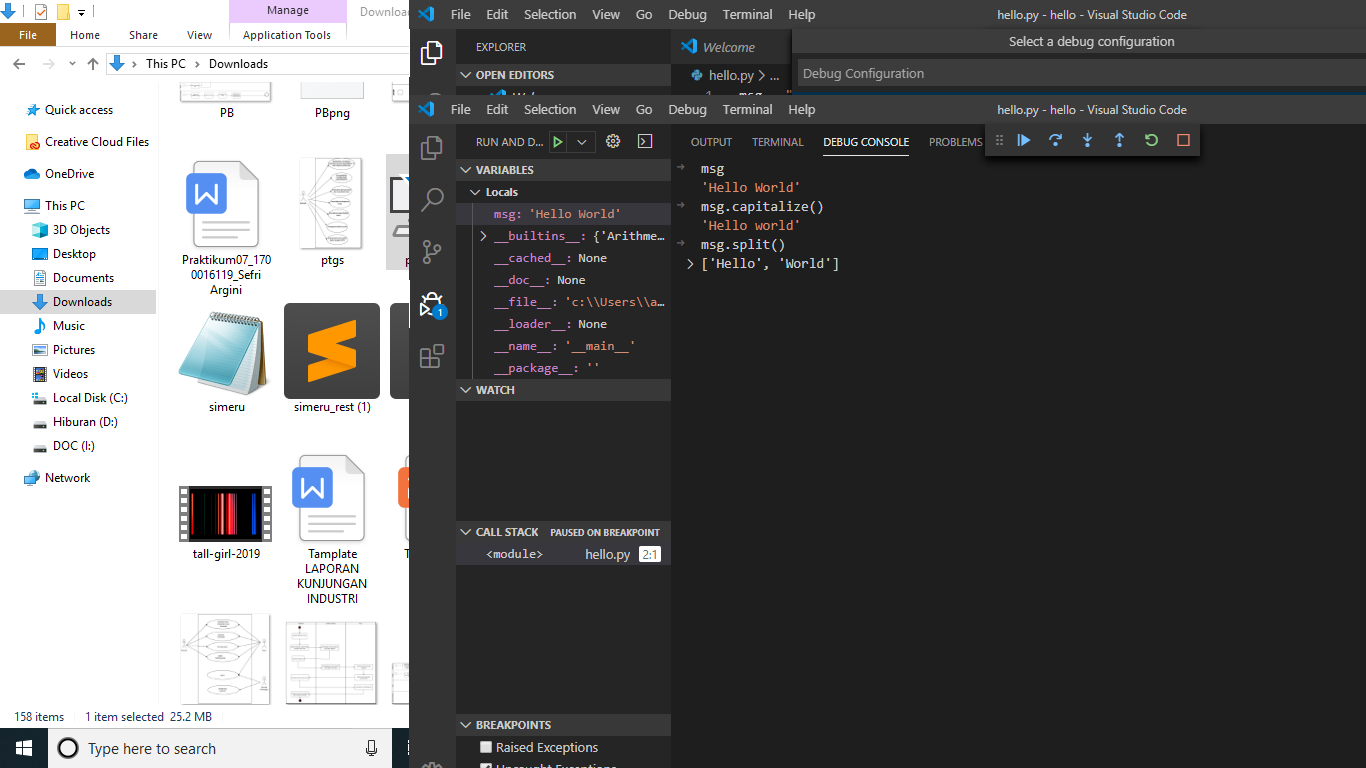 Manage
Downloads
File
Home
Share
View
Application Tools
This PC
Downloads
Quick access
Creative Cloud Files
OneDrive
This PC
3D Objects
Desktop
Documents
Downloads
Music
Pictures
Videos
Local Disk (C:)
Hiburan (D:)
DOC (I:)
Network
PB
PBpng
Praktikum07_170
0016119_Sefri
Argini
ptgs
simeru
simeru_rest (1)
tall-girl-2019
Tamplate
LAPORAN
KUNJUNGAN
INDUSTRI
158 items
1 item selected 25.2 MB
Type here to search
File Edit Selection View Go Debug Terminal Help
hello.py - hello - Visual Studio Code
EXPLORER
OPEN EDITORS
Welcome
hello.py > ...
1 msg
Select a debug configuration
Debug Configuration
File Edit Selection View Go Debug Terminal Help
hello.py - hello - Visual Studio Code
RUN AND D...
VARIABLES
Locals
msg: 'Hello World'
__builtins__: {'Arithme...
__cached__: None
__doc__: None
__file__: 'c:\\Users\\a...
__loader__: None
__name__: '__main__'
__package__: ''
WATCH
CALL STACK PAUSED ON BREAKPOINT
<module> hello.py 2:1
BREAKPOINTS
Raised Exceptions
Uncaught Exceptions
1
OUTPUT TERMINAL DEBUG CONSOLE PROBLEMS
msg
'Hello World'
msg.capitalize()
'Hello world'
msg.split()
['Hello', 'World']